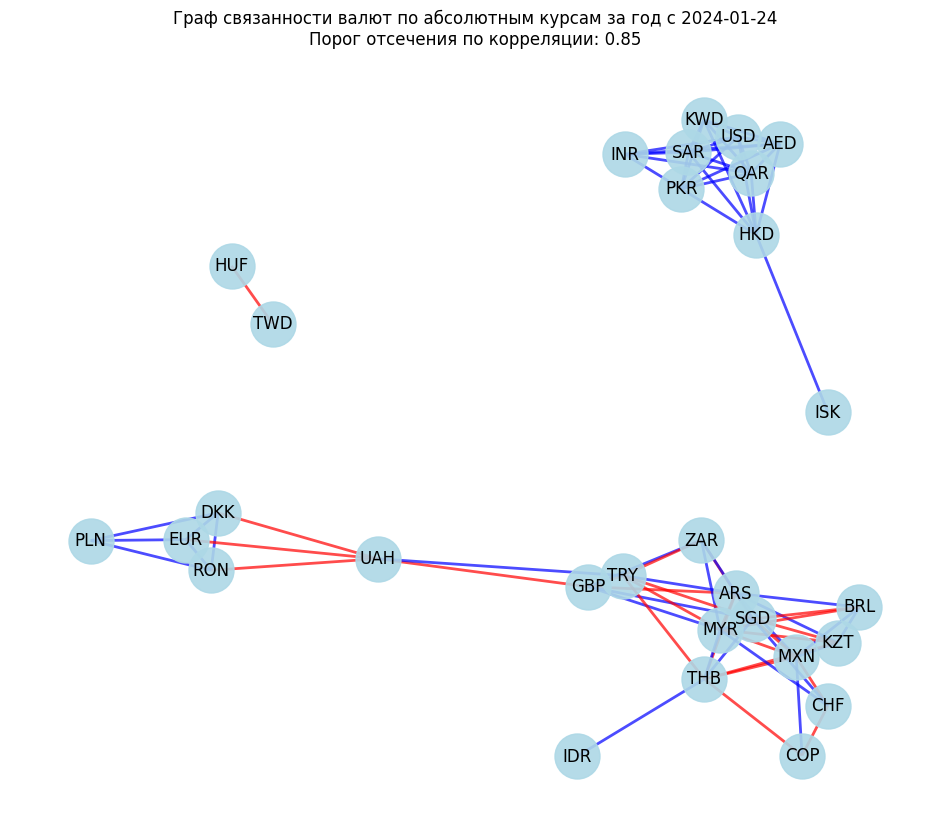 Граф связанности валют по абсолютным курсам за год с 2024-01-24
Порог отсечения по корреляции: 0.85
KWD
USD
AED
INR
SAR
QAR
PKR
HKD
HUF
TWD
ISK
DKK
PLN
EUR
RON
UAH
ZAR
TRY
GBP
ARS
BRL
SGD
MYR
KZT
MXN
THB
CHF
IDR
COP